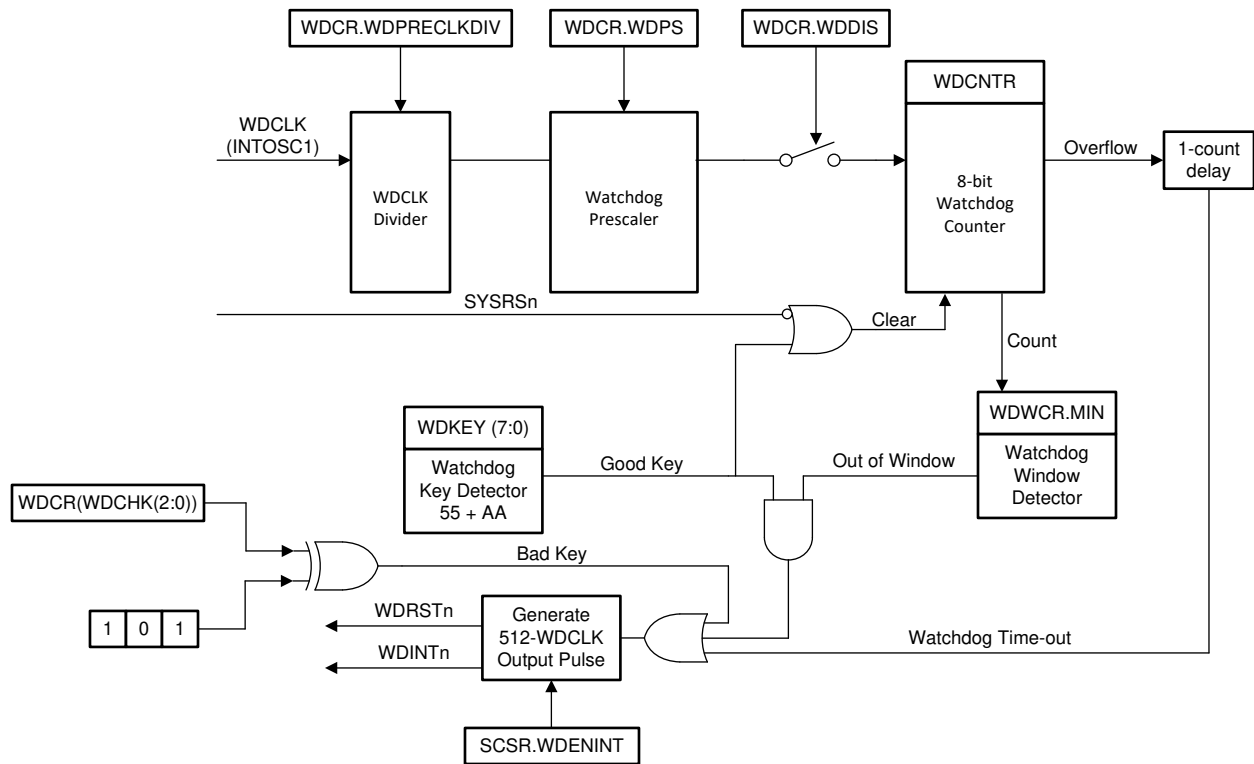 WDCR.WDPRECLKDIV
WDCR.WDPS
WDCR.WDDIS
WDCNTR
WDCLK
(INTOSC1)
WDCLK
Divider
Watchdog
Prescaler
8-bit
Watchdog
Counter
Overflow
1-count
delay
SYSRSn
Clear
Count
WDKEY (7:0)
Watchdog
Key Detector
55 + AA
Good Key
Out of Window
WDWCR.MIN
Watchdog
Window
Detector
WDCR(WDCHK(2:0))
Bad Key
1 0 1
WDRSTn
WDINTn
Generate
512-WDCLK
Output Pulse
Watchdog Time-out
SCSR.WDENINT